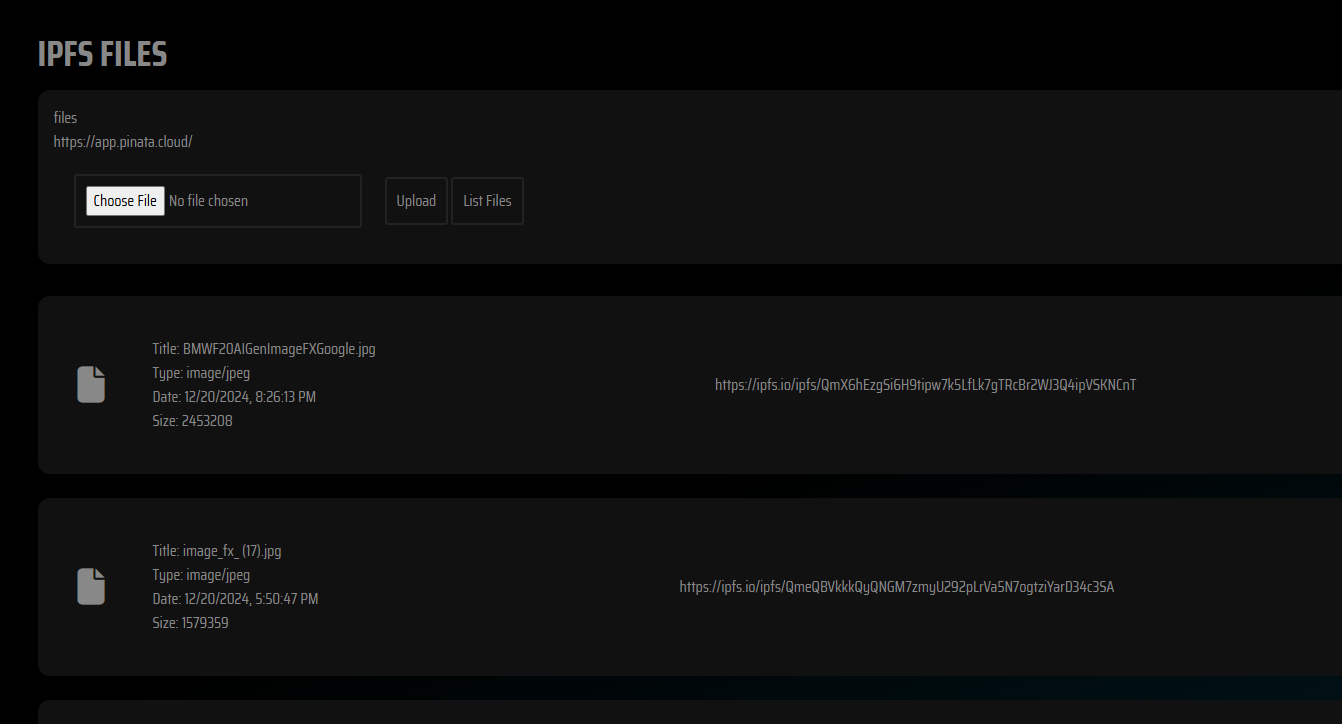 IPFS FILES
files
https://app.pinata.cloud/
Choose File No file chosen Upload List Files
Title: BMWF20AIGenImageFXGoogle.jpg
Type: image/jpeg
Date: 12/20/2024, 8:26:13 PM
Size: 2453208
https://ipfs.io/ipfs/QmX6hEzgSi6H9tipw7k5LfLk7gTRcBr2WJ3Q4ipVSKNCnT
Title: image_fx_ (17).jpg
Type: image/jpeg
Date: 12/20/2024, 5:50:47 PM
Size: 1579359
https://ipfs.io/ipfs/QmeQBVkkkQyQNGM7zmyU292pLrVa5N7ogtziYarD34c3SA